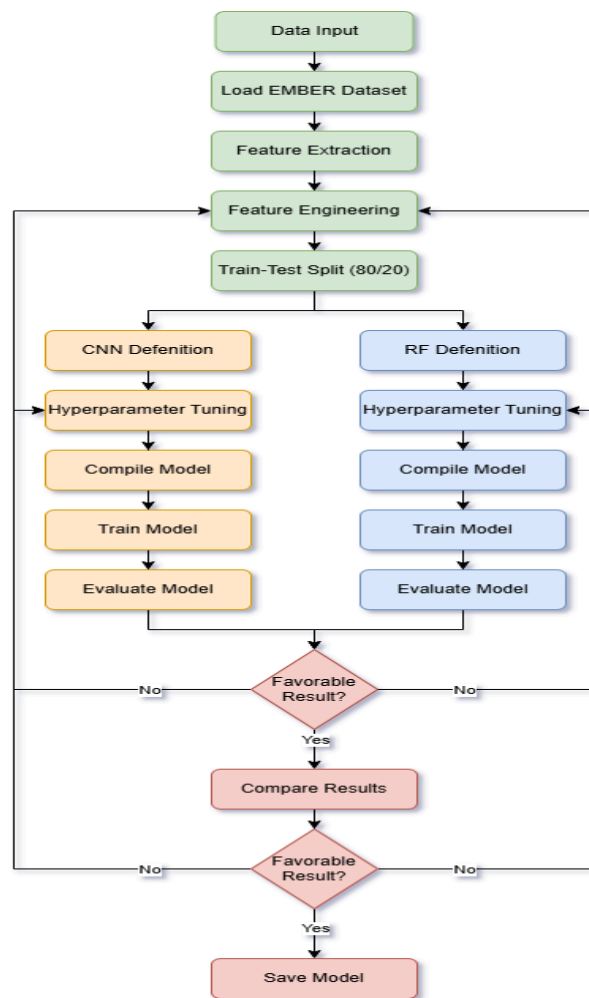 Data Input
Load EMBER Dataset
Feature Extraction
Feature Engineering
Train-Test Split (80/20)
CNN Defenition
RF Defenition
Hyperparameter Tuning
Hyperparameter Tuning
Compile Model
Compile Model
Train Model
Train Model
Evaluate Model
Evaluate Model
Favorable
Result?
No
No
Yes
Compare Results
Favorable
Result?
No
No
Yes
Save Model